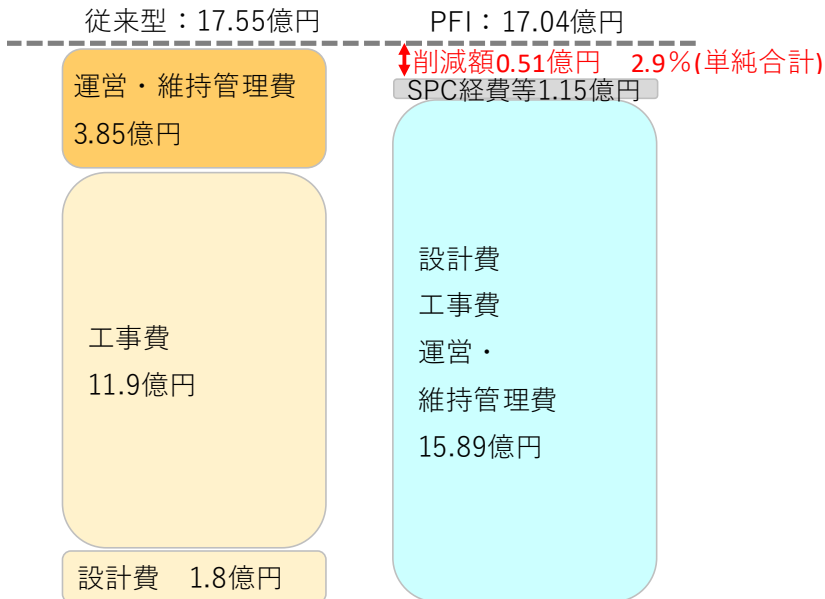 従来型：17.55億円
PFI：17.04億円
削減額0.51億円　2.9％(単純合計)
運営・維持管理費
3.85億円
工事費
11.9億円
設計費　1.8億円
SPC経費等1.15億円
設計費
工事費
運営・
維持管理費
15.89億円